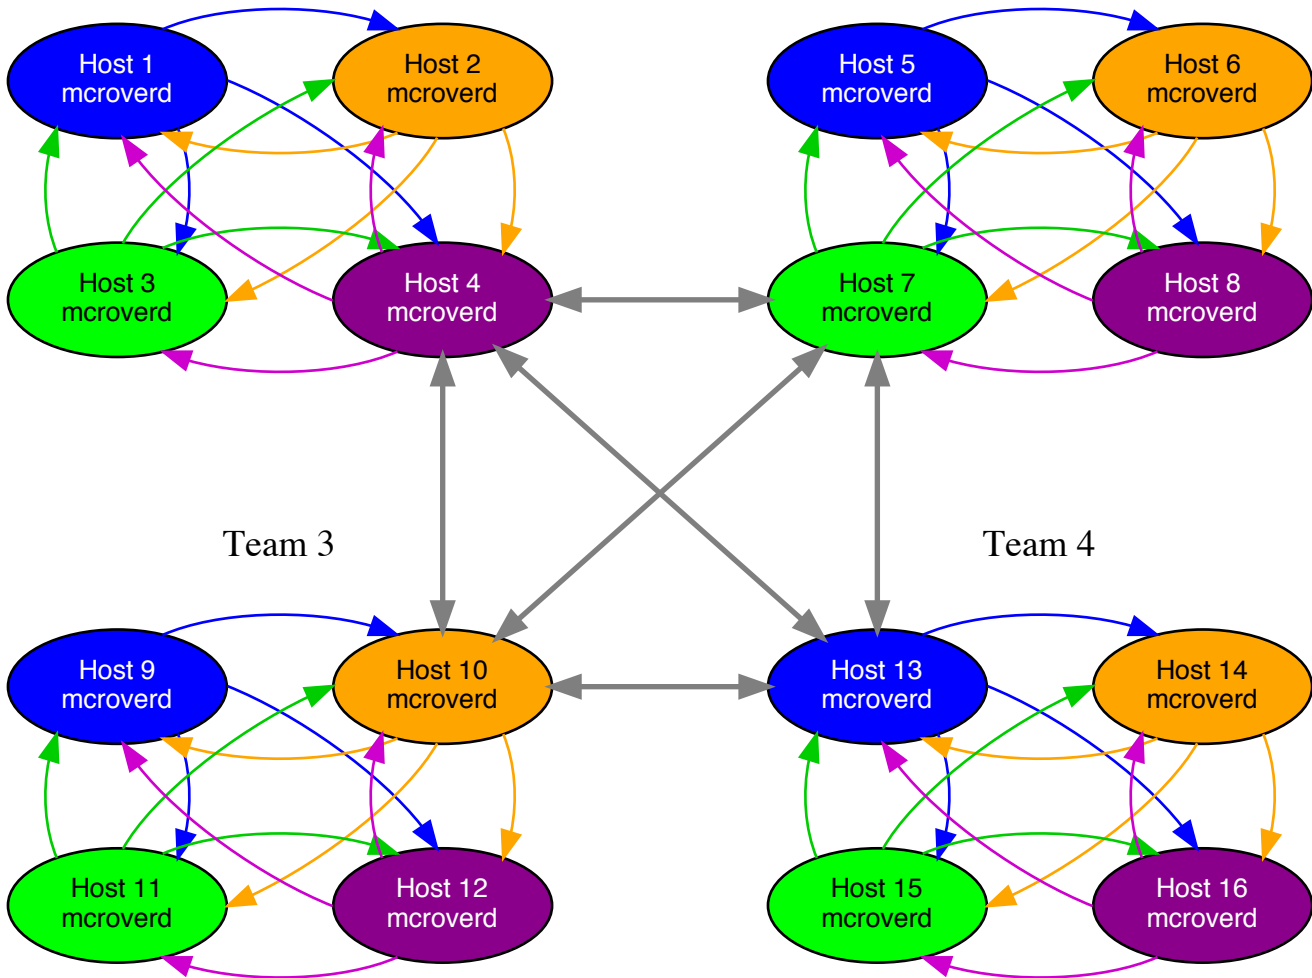 Host 1
mcroverd
Host 2
mcroverd
Host 5
mcroverd
Host 6
mcroverd
Host 3
mcroverd
Host 4
mcroverd
Host 7
mcroverd
Host 8
mcroverd
Team 3
Team 4
Host 9
mcroverd
Host 10
mcroverd
Host 13
mcroverd
Host 14
mcroverd
Host 11
mcroverd
Host 12
mcroverd
Host 15
mcroverd
Host 16
mcroverd